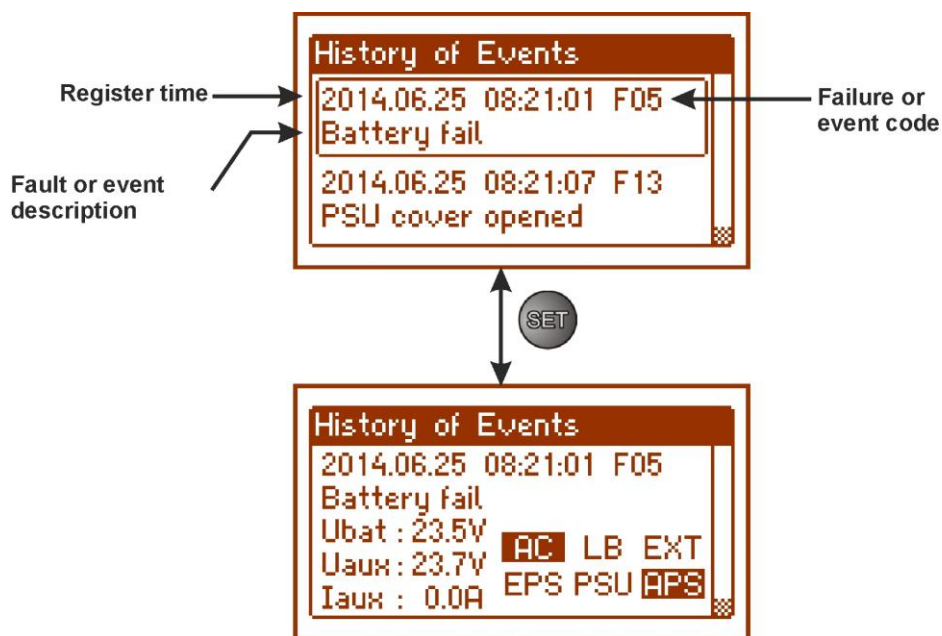 History of Events
Register time
2014.06.25 08:21:01 F05
Failure or
event code
Battery fail
Fault or event
description
2014.06.25 08:21:07 F13
PSU cover opened
SET
History of Events
2014.06.25 08:21:01 F05
Battery fail
Ubat : 23.5V
AC LB EXT
Uaux : 23.7V
EPS PSU APS
Iaux : 0.0A